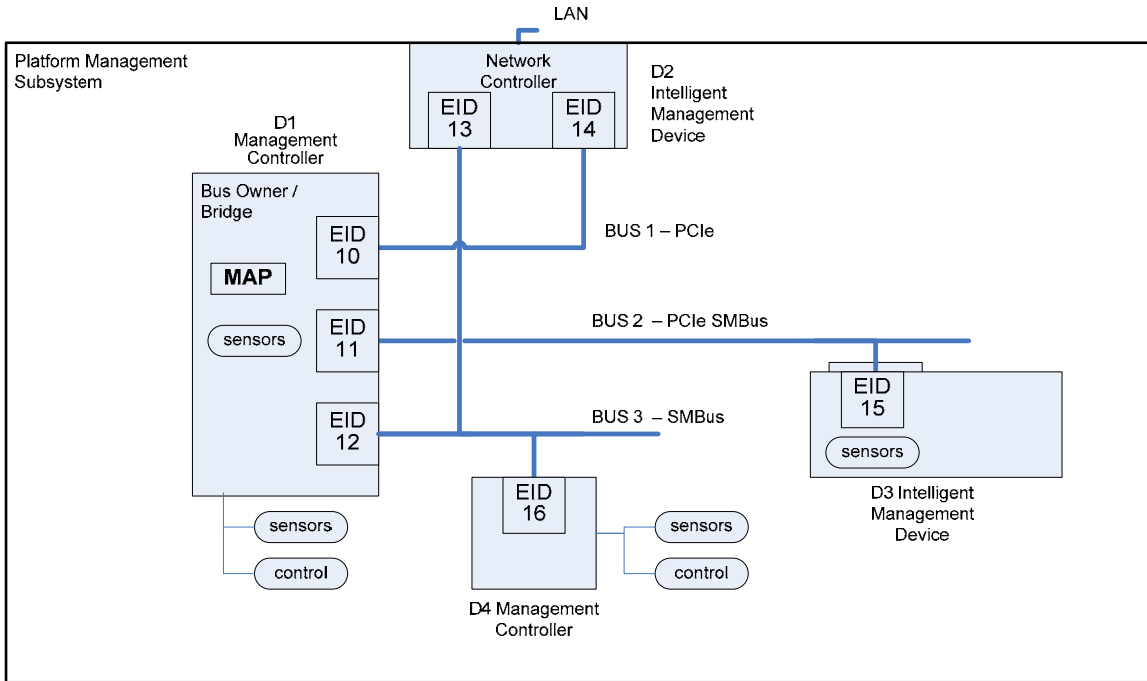 LAN
Platform Management
Subsystem
Network
Controller
EID
13
EID
14
D2
Intelligent
Management
Device
D1
Management
Controller
Bus Owner /
Bridge
EID
10
MAP
sensors
EID
11
EID
12
BUS 1 – PCIe
BUS 2 – PCIe SMBus
BUS 3 – SMBus
EID
15
sensors
D3 Intelligent
Management
Device
EID
16
sensors
control
sensors
control
D4 Management
Controller